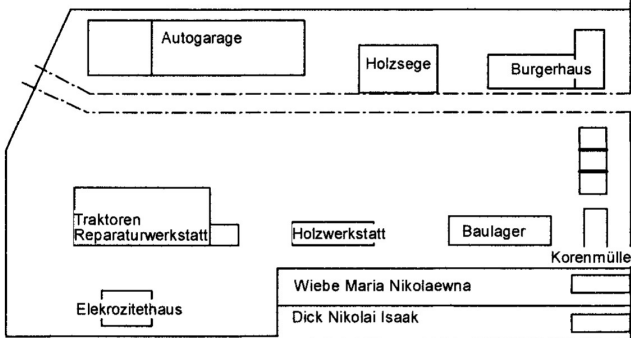 Autogarage
Holzsege
Burgerhaus
Traktoren
Reparaturwerkstatt
Holzwerkstatt
Baulager
Korenmülle
Wiebe Maria Nikolaewna
Elekrozitethaus
Dick Nikolai Isaak